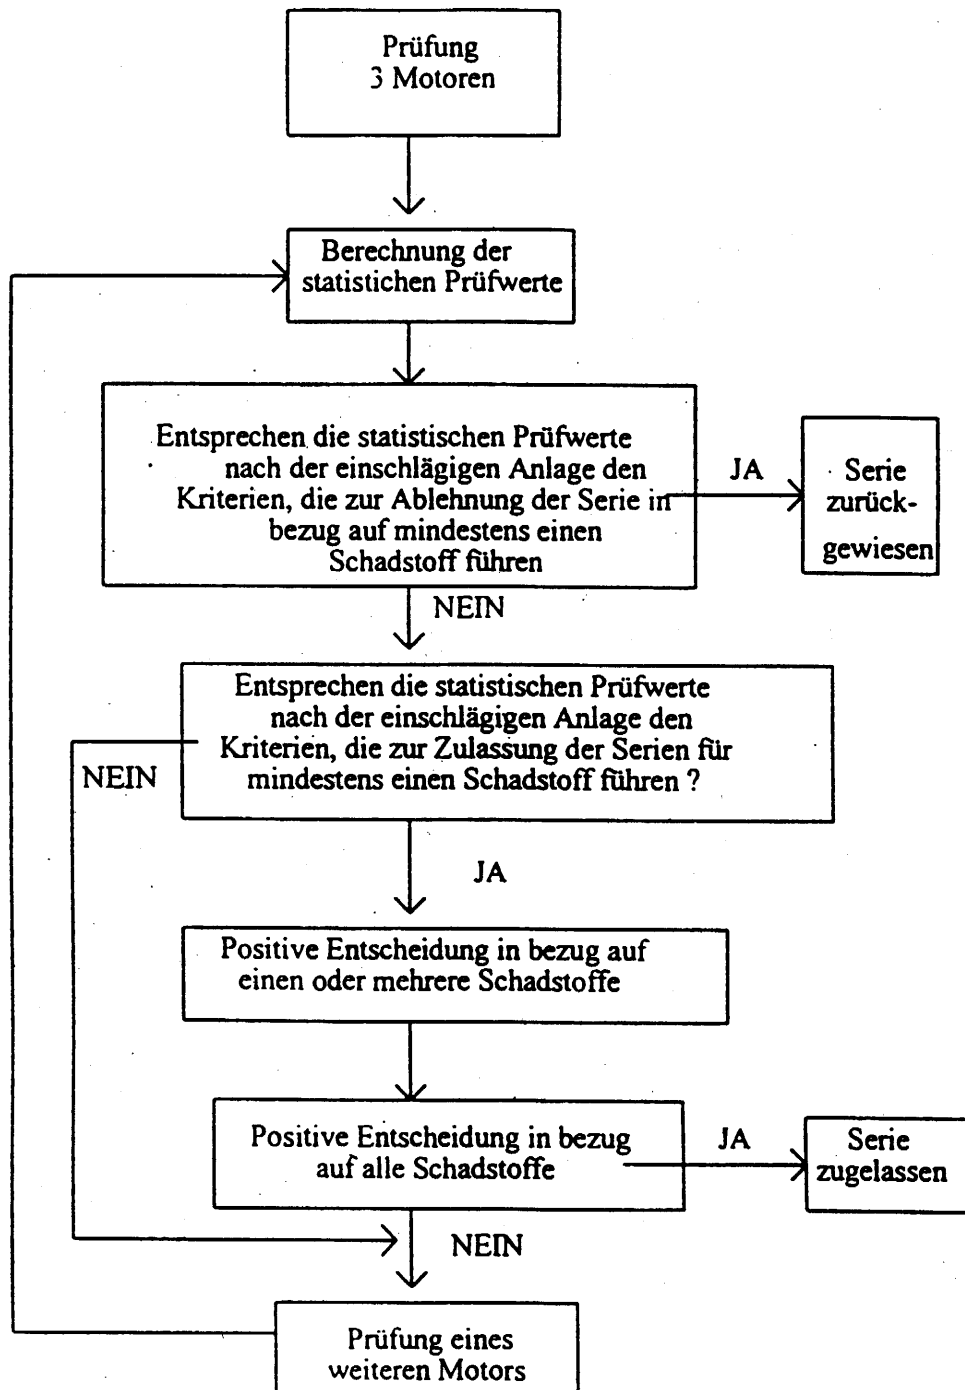 Prüfung
3 Motoren
Berechnung der
statistichen Prüfwerte
Entsprechen die statistischen Prüfwerte
nach der einschlägigen Anlage den
Kriterien, die zur Ablehnung der Serie in
bezug auf mindestens einen
Schadstoff führen
JA
Serie
zurück-
gewiesen
NEIN
Entsprechen die statistischen Prüfwerte
nach der einschlägigen Anlage den
Kriterien, die zur Zulassung der Serien für
mindestens einen Schadstoff führen ?
NEIN
JA
Positive Entscheidung in bezug auf
einen oder mehrere Schadstoffe
Positive Entscheidung in bezug
auf alle Schadstoffe
JA
Serie
zugelassen
NEIN
Prüfung eines
weiteren Motors